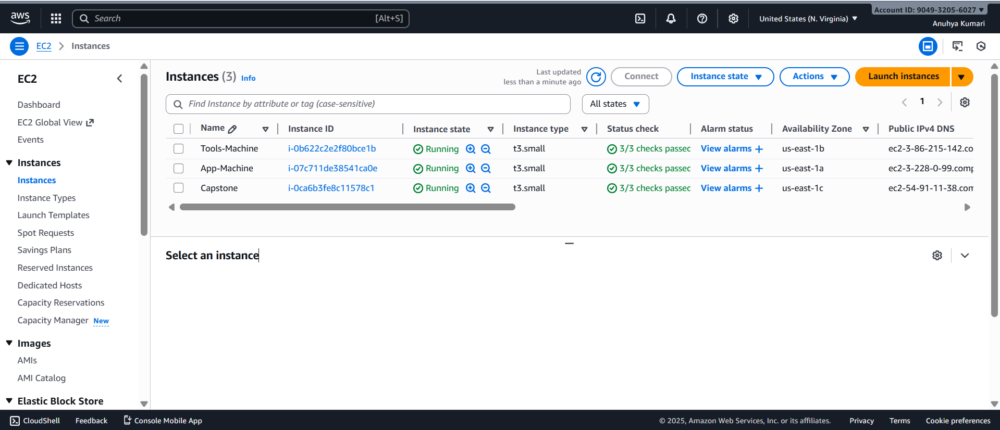 aws
Search [Alt+S]
United States (N. Virginia)
Account ID: 9049-3205-6027
Anuhya Kumari
EC2 Instances
EC2
Dashboard
EC2 Global View
Events
Instances
Instances
Instance Types
Launch Templates
Spot Requests
Savings Plans
Reserved Instances
Dedicated Hosts
Capacity Reservations
Capacity Manager New
Images
AMIs
AMI Catalog
Elastic Block Store
Instances (3) Info
Last updated
less than a minute ago
Connect
Instance state
Actions
Launch instances
Find Instance by attribute or tag (case-sensitive)
All states
1
Name Instance ID Instance state Instance type Status check Alarm status Availability Zone Public IPv4 DNS
Tools-Machine i-0b622c2e2f80bce1b Running t3.small 3/3 checks passed View alarms us-east-1b ec2-3-86-215-142.co
App-Machine i-07c711de38541ca0e Running t3.small 3/3 checks passed View alarms us-east-1a ec2-3-228-0-99.comp
Capstone i-0ca6b3fe8c11578c1 Running t3.small 3/3 checks passed View alarms us-east-1c ec2-54-91-11-38.com
Select an instance
CloudShell Feedback Console Mobile App
© 2025, Amazon Web Services, Inc. or its affiliates. Privacy Terms Cookie preferences